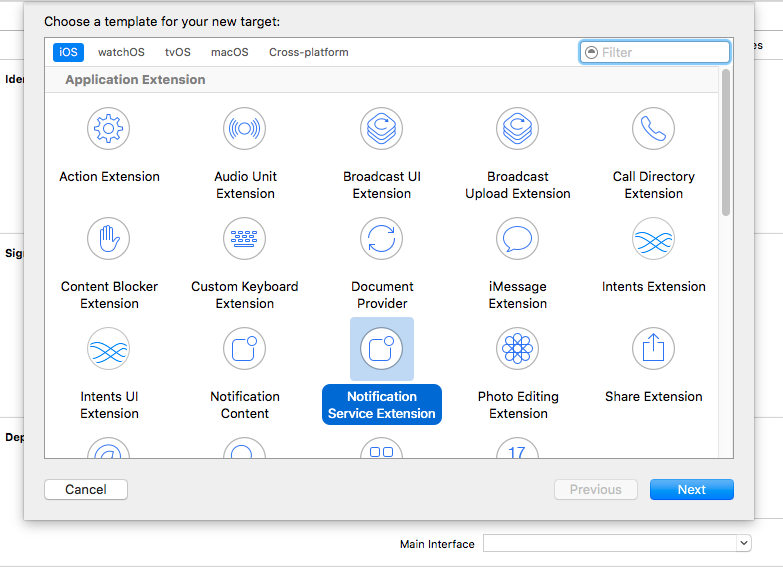 Choose a template for your new target:
iOS watchOS tvOS macOS Cross-platform
Filter
es
Iden
Application Extension
Action Extension
Audio Unit
Extension
Broadcast UI
Extension
Broadcast
Upload Extension
Call Directory
Extension
Sig
Content Blocker
Extension
Custom Keyboard
Extension
Document
Provider
iMessage
Extension
Intents Extension
Intents UI
Extension
Notification
Content
Notification
Service Extension
Photo Editing
Extension
Share Extension
Dep
@
17
Cancel
Previous
Next
Main Interface